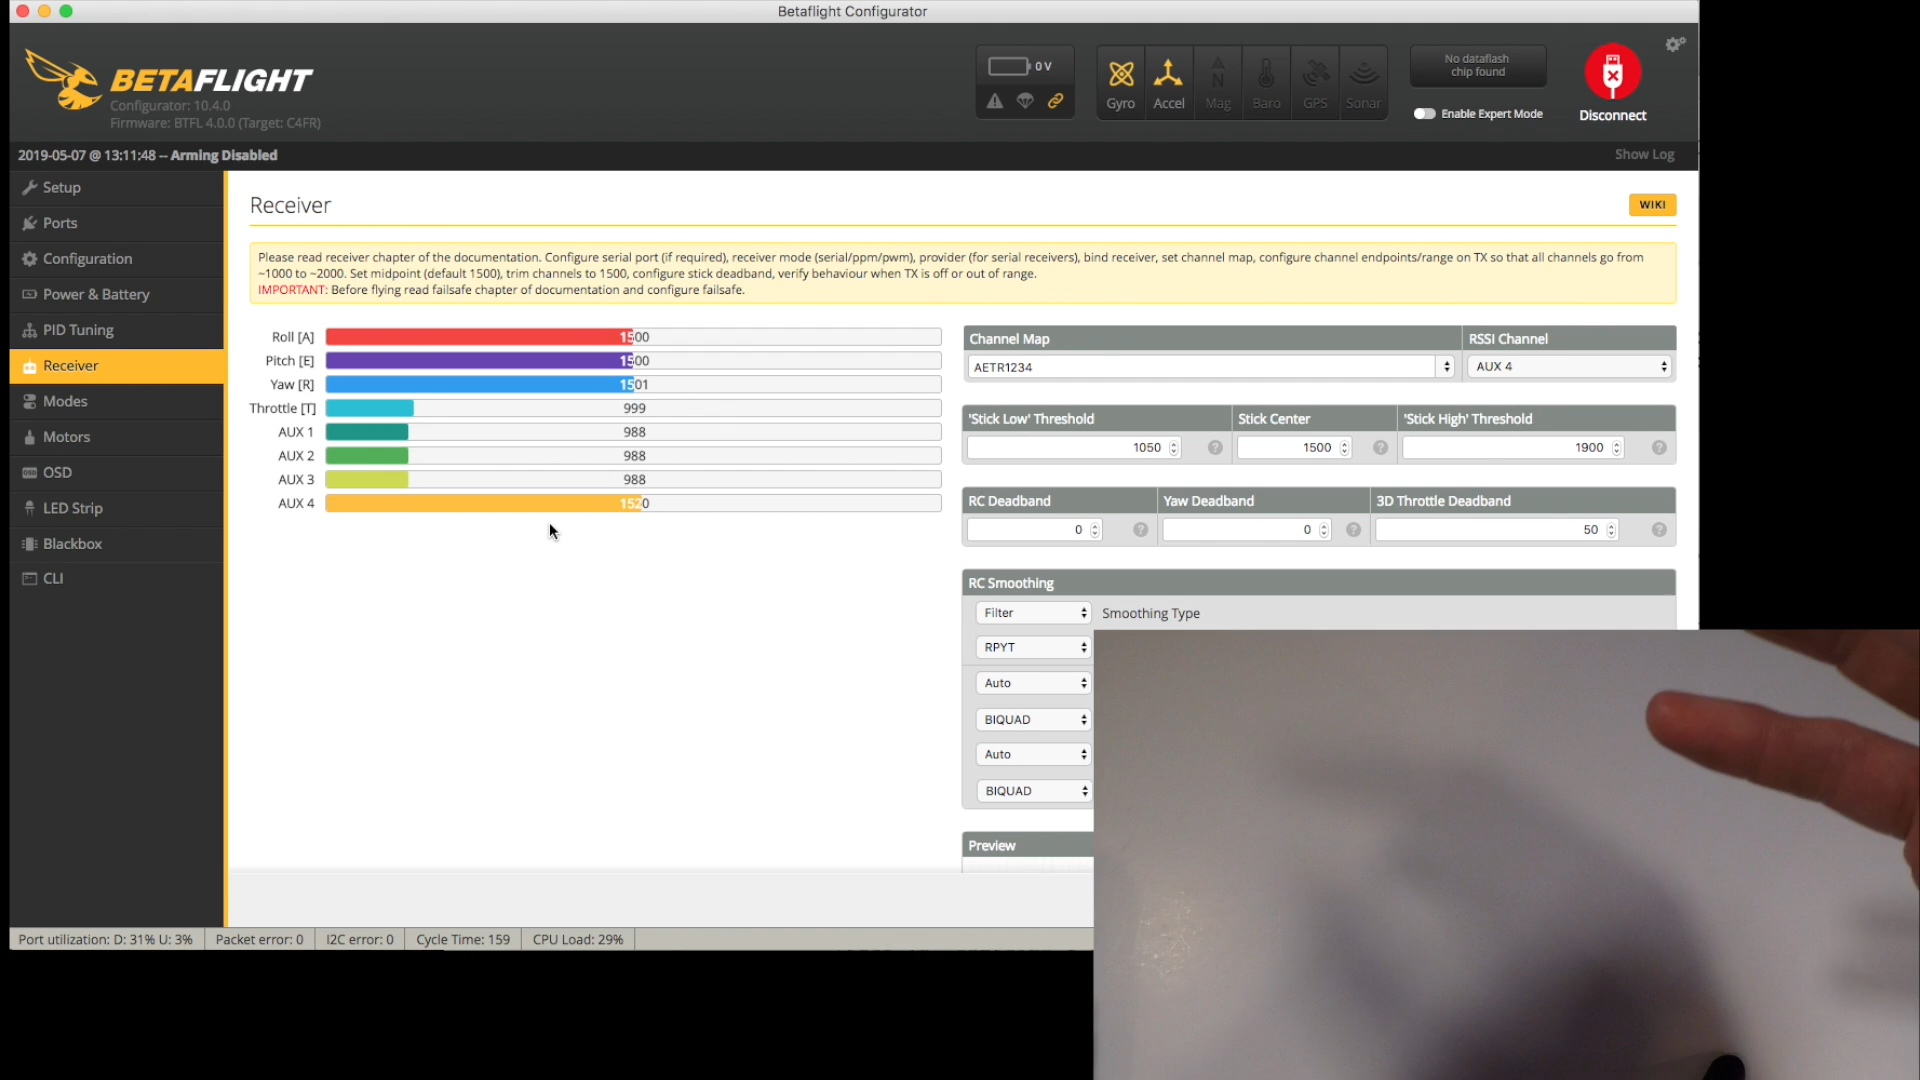 Betaflight Configurator
BETAFLIGHT
Configurator: 10.4.0
Firmware: BTFL 4.0.0 (Target: C4FR)
0 V
Gyro
Accel
Mag
Baro
GPS
Sonar
No dataflash
chip found
Enable Expert Mode
Disconnect
2019-05-07 @ 13:11:48 -- Arming Disabled
Show Log
Setup
Ports
Configuration
Power & Battery
PID Tuning
Receiver
Modes
Motors
OSD
LED Strip
Blackbox
CLI
Receiver
WIKI
Please read receiver chapter of the documentation. Configure serial port (if required), receiver mode (serial/ppm/pwm), provider (for serial receivers), bind receiver, set channel map, configure channel endpoints/range on TX so that all channels go from
~1000 to ~2000. Set midpoint (default 1500), trim channels to 1500, configure stick deadband, verify behaviour when TX is off or out of range.
IMPORTANT: Before flying read failsafe chapter of documentation and configure failsafe.
Roll [A] 1500
Pitch [E] 1500
Yaw [R] 1501
Throttle [T] 999
AUX 1 988
AUX 2 988
AUX 3 988
AUX 4 1520
Channel Map
RSSI Channel
AETR1234
AUX 4
'Stick Low' Threshold
Stick Center
'Stick High' Threshold
1050 ?
1500 ?
1900 ?
RC Deadband
Yaw Deadband
3D Throttle Deadband
0 ?
0 ?
50 ?
RC Smoothing
Filter Smoothing Type
RPYT
Auto
BIQUAD
Auto
BIQUAD
Preview
Port utilization: D: 31% U: 3%
Packet error: 0
I2C error: 0
Cycle Time: 159
CPU Load: 29%